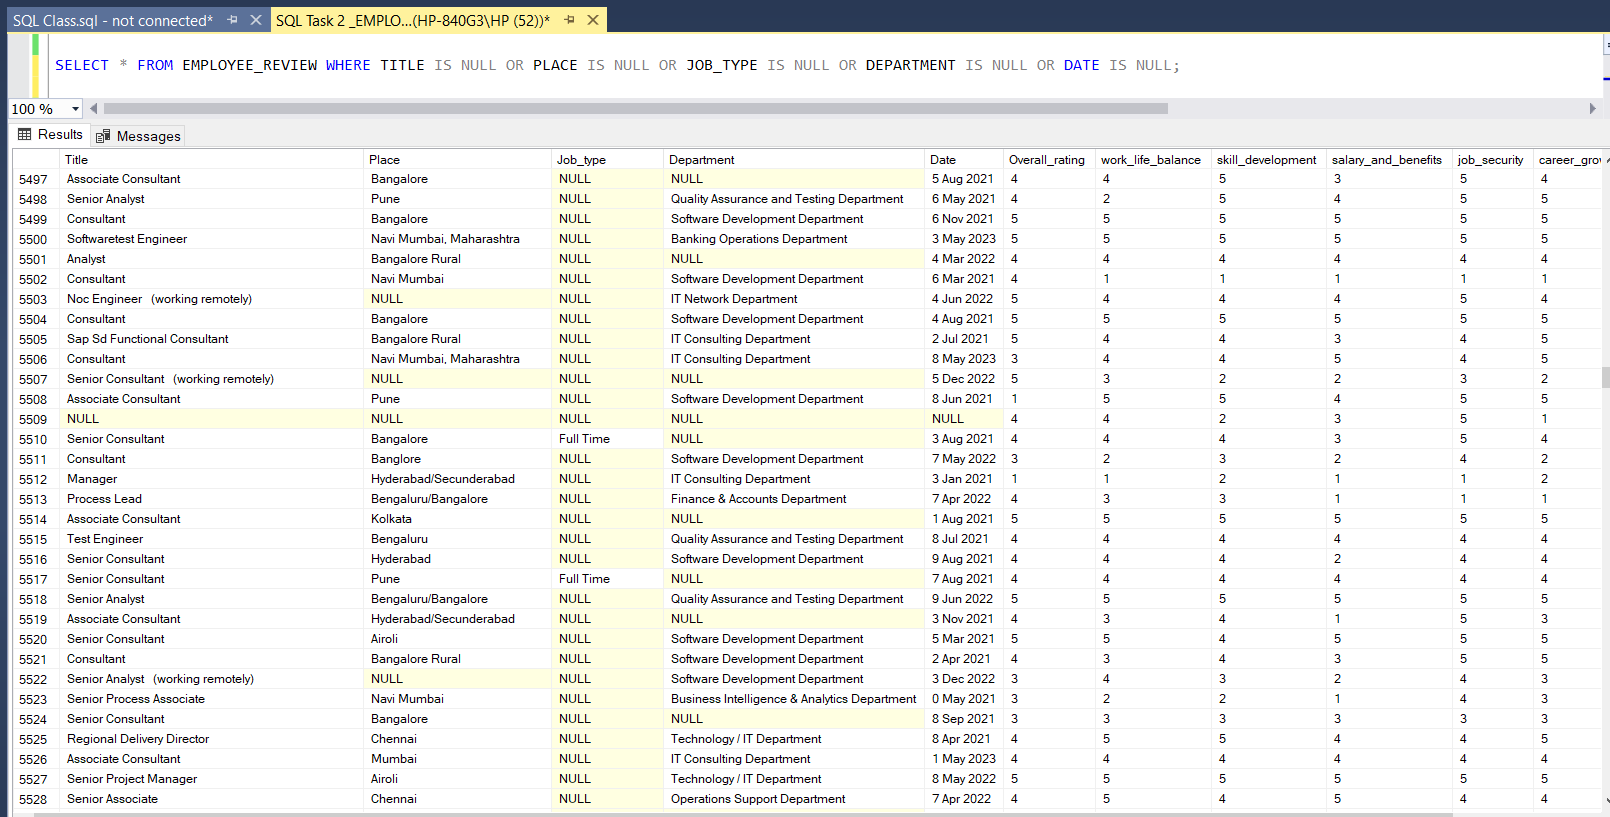 SQL Class.sql - not connected* SQL Task 2 _EMPLO...(HP-840G3\HP (52))*
SELECT * FROM EMPLOYEE_REVIEW WHERE TITLE IS NULL OR PLACE IS NULL OR JOB_TYPE IS NULL OR DEPARTMENT IS NULL OR DATE IS NULL;
100 %
Results Messages
Title Place Job_type Department Date Overall_rating work_life_balance skill_development salary_and_benefits job_security career_grov
5497 Associate Consultant Bangalore NULL NULL 5 Aug 2021 4 4 5 3 5 4
5498 Senior Analyst Pune NULL Quality Assurance and Testing Department 6 May 2021 4 2 5 4 5 5
5499 Consultant Bangalore NULL Software Development Department 6 Nov 2021 5 5 5 5 5 5
5500 Softwaretest Engineer Navi Mumbai, Maharashtra NULL Banking Operations Department 3 May 2023 5 5 5 5 5 5
5501 Analyst Bangalore Rural NULL NULL 4 Mar 2022 4 4 4 4 4 4
5502 Consultant Navi Mumbai NULL Software Development Department 6 Mar 2021 4 1 1 1 1 1
5503 Noc Engineer (working remotely) NULL NULL IT Network Department 4 Jun 2022 5 4 4 4 5 4
5504 Consultant Bangalore NULL Software Development Department 4 Aug 2021 5 5 5 5 5 5
5505 Sap Sd Functional Consultant Bangalore Rural NULL IT Consulting Department 2 Jul 2021 5 4 4 3 4 5
5506 Consultant Navi Mumbai, Maharashtra NULL IT Consulting Department 8 May 2023 3 4 4 5 4 5
5507 Senior Consultant (working remotely) NULL NULL NULL 5 Dec 2022 5 3 2 2 3 2
5508 Associate Consultant Pune NULL Software Development Department 8 Jun 2021 1 5 5 4 5 5
5509 NULL NULL NULL NULL NULL 4 4 2 3 5 1
5510 Senior Consultant Bangalore Full Time NULL 3 Aug 2021 4 4 4 3 5 4
5511 Consultant Banglore NULL Software Development Department 7 May 2022 3 2 3 2 4 2
5512 Manager Hyderabad/Secunderabad NULL IT Consulting Department 3 Jan 2021 1 1 2 1 1 2
5513 Process Lead Bengaluru/Bangalore NULL Finance & Accounts Department 7 Apr 2022 4 3 3 1 1 1
5514 Associate Consultant Kolkata NULL NULL 1 Aug 2021 5 5 5 5 5 5
5515 Test Engineer Bengaluru NULL Quality Assurance and Testing Department 8 Jul 2021 4 4 4 4 4 4
5516 Senior Consultant Hyderabad NULL Software Development Department 9 Aug 2021 4 4 4 2 4 4
5517 Senior Consultant Pune Full Time NULL 7 Aug 2021 4 4 4 4 4 4
5518 Senior Analyst Bengaluru/Bangalore NULL Quality Assurance and Testing Department 9 Jun 2022 5 5 5 5 5 5
5519 Associate Consultant Hyderabad/Secunderabad NULL NULL 3 Nov 2021 4 3 4 1 5 3
5520 Senior Consultant Airoli NULL Software Development Department 5 Mar 2021 5 5 4 5 5 5
5521 Consultant Bangalore Rural NULL Software Development Department 2 Apr 2021 4 3 4 3 5 5
5522 Senior Analyst (working remotely) NULL NULL Software Development Department 3 Dec 2022 3 4 3 2 4 3
5523 Senior Process Associate Navi Mumbai NULL Business Intelligence & Analytics Department 0 May 2021 3 2 2 1 4 3
5524 Senior Consultant Bangalore NULL NULL 8 Sep 2021 3 3 3 3 3 3
5525 Regional Delivery Director Chennai NULL Technology / IT Department 8 Apr 2021 4 5 5 4 4 5
5526 Associate Consultant Mumbai NULL IT Consulting Department 1 May 2023 4 4 4 4 4 4
5527 Senior Project Manager Airoli NULL Technology / IT Department 8 May 2022 5 5 5 5 5 5
5528 Senior Associate Chennai NULL Operations Support Department 7 Apr 2022 4 5 4 5 4 4